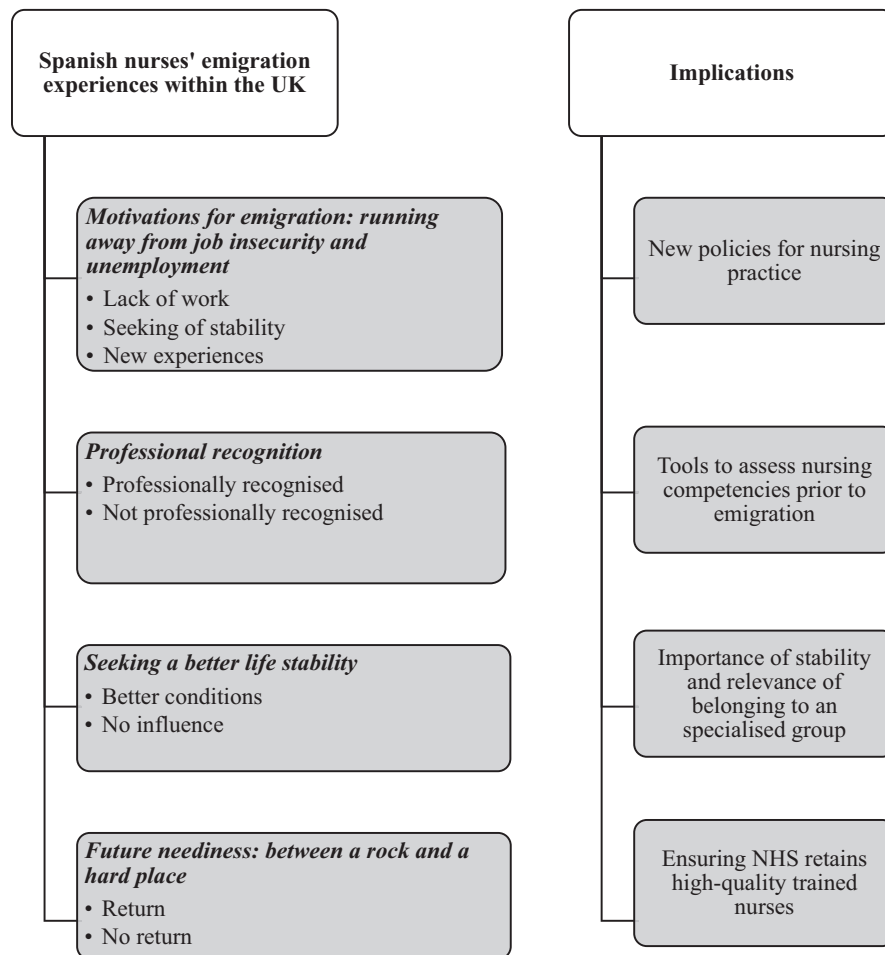 Spanish nurses' emigration
experiences within the UK
Motivations for emigration: running
away from job insecurity and
unemployment
• Lack of work
• Seeking of stability
• New experiences
Professional recognition
• Professionally recognised
• Not professionally recognised
Seeking a better life stability
• Better conditions
• No influence
Future neediness: between a rock and a
hard place
• Return
• No return
Implications
New policies for nursing
practice
Tools to assess nursing
competencies prior to
emigration
Importance of stability
and relevance of
belonging to an
specialised group
Ensuring NHS retains
high-quality trained
nurses